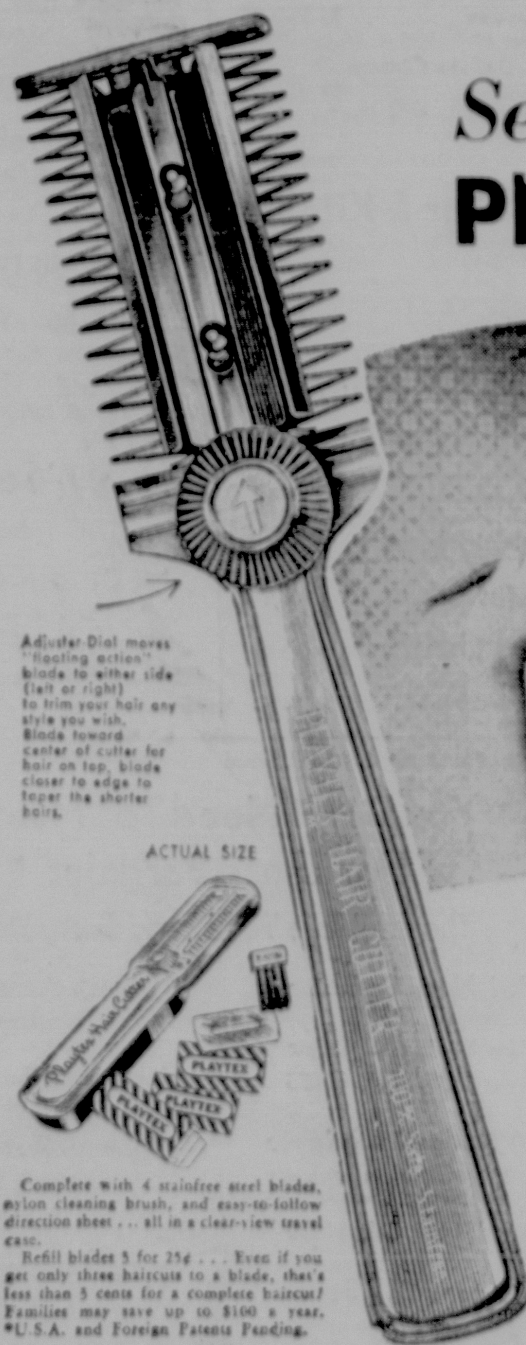 Se
Pl
Adjuster-Dial moves
"floating action"
blade to either side
(left or right)
to trim your hair any
style you wish.
Blade toward
center of cutter for
hair on top, blade
closer to edge to
taper the shorter
hairs.
HAIR CUTTER
ACTUAL SIZE
Playtex Hair Cutter
PLAYTEX
PLAYTEX
PLAYTEX
Complete with 4 stainfree steel blades,
nylon cleaning brush, and easy-to-follow
direction sheet ... all in a clear-view travel
case.
Refill blades 5 for 25¢ ... Even if you
get only three haircuts to a blade, that's
less than 5 cents for a complete haircut!
Families may save up to $100 a year.
*U.S.A. and Foreign Patents Pending.